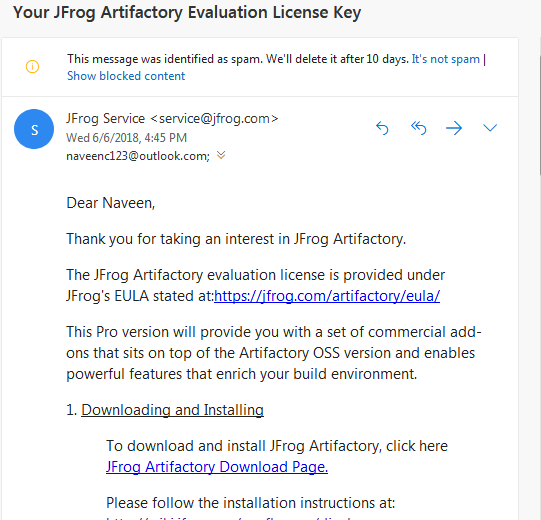 Your JFrog Artifactory Evaluation License Key
This message was identified as spam. We'll delete it after 10 days. It's not spam |
Show blocked content
S
JFrog Service <service@jfrog.com>
Wed 6/6/2018, 4:45 PM
naveenc123@outlook.com;
Dear Naveen,
Thank you for taking an interest in JFrog Artifactory.
The JFrog Artifactory evaluation license is provided under
JFrog's EULA stated at:https://jfrog.com/artifactory/eula/
This Pro version will provide you with a set of commercial add-
ons that sits on top of the Artifactory OSS version and enables
powerful features that enrich your build environment.
1. Downloading and Installing
To download and install JFrog Artifactory, click here
JFrog Artifactory Download Page.
Please follow the installation instructions at: